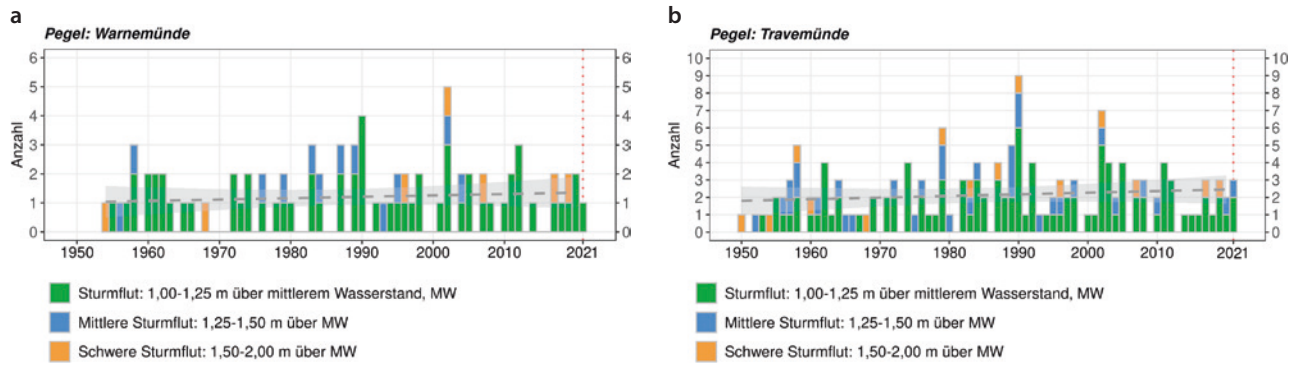 a
Pegel: Warnemünde
6
5
4
3
2
1
0
Anzahl
6
5
4
3
2
1
0
1950 1960 1970 1980 1990 2000 2010 2021
Sturmflut: 1,00-1,25 m über mittlerem Wasserstand, MW
Mittlere Sturmflut: 1,25-1,50 m über MW
Schwere Sturmflut: 1,50-2,00 m über MW
b
Pegel: Travemünde
10
9
8
7
6
5
4
3
2
1
0
Anzahl
10
9
8
7
6
5
4
3
2
1
0
1950 1960 1970 1980 1990 2000 2010 2021
Sturmflut: 1,00-1,25 m über mittlerem Wasserstand, MW
Mittlere Sturmflut: 1,25-1,50 m über MW
Schwere Sturmflut: 1,50-2,00 m über MW